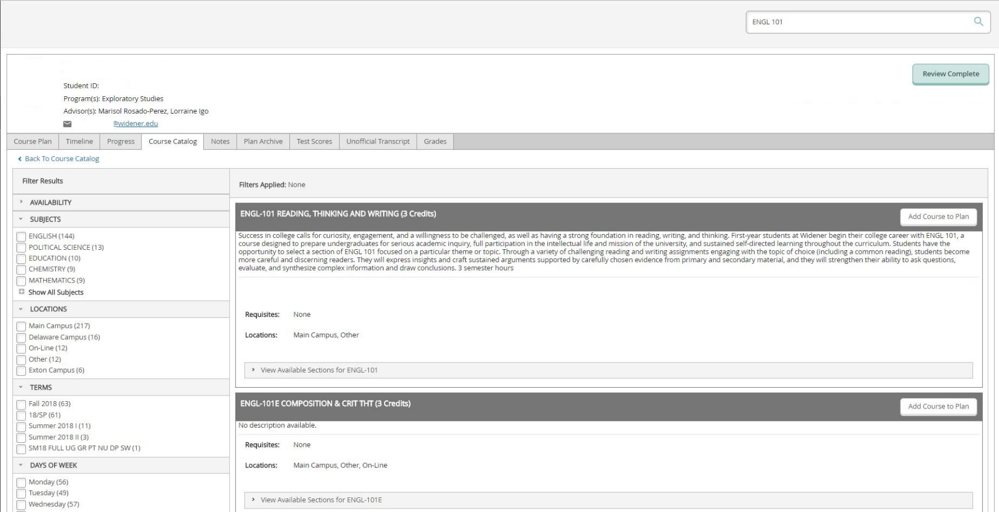 ENGL 101
Review Complete
Student ID:
Program(s): Exploratory Studies
Advisor(s): Marisol Rosado-Perez, Lorraine Igo
@widener.edu
Course Plan Timeline Progress Course Catalog Notes Plan Archive Test Scores Unofficial Transcript Grades
Back To Course Catalog
Filter Results
AVAILABILITY
SUBJECTS
ENGLISH (144)
POLITICAL SCIENCE (13)
EDUCATION (10)
CHEMISTRY (9)
MATHEMATICS (9)
Show All Subjects
LOCATIONS
Main Campus (217)
Delaware Campus (16)
On-Line (12)
Other (12)
Exton Campus (6)
TERMS
Fall 2018 (63)
18/SP (61)
Summer 2018 I (11)
Summer 2018 II (3)
SM18 FULL UG GR PT NU DP SW (1)
DAYS OF WEEK
Monday (56)
Tuesday (49)
Wednesday (57)
Filters Applied: None
ENGL-101 READING, THINKING AND WRITING (3 Credits)
Add Course to Plan
Success in college calls for curiosity, engagement, and a willingness to be challenged, as well as having a strong foundation in reading, writing, and thinking. First-year students at Widener begin their college career with ENGL 101, a
course designed to prepare undergraduates for serious academic inquiry, full participation in the intellectual life and mission of the university, and sustained self-directed learning throughout the curriculum. Students have the
opportunity to select a section of ENGL 101 focused on a particular theme or topic. Through a variety of challenging reading and writing assignments engaging with the topic of choice (including a common reading), students become
more careful and discerning readers. They will express insights and craft sustained arguments supported by carefully chosen evidence from primary and secondary material, and they will strengthen their ability to ask questions,
evaluate, and synthesize complex information and draw conclusions. 3 semester hours
Requisites: None
Locations: Main Campus, Other
View Available Sections for ENGL-101
ENGL-101E COMPOSITION & CRIT THT (3 Credits)
Add Course to Plan
No description available.
Requisites: None
Locations: Main Campus, Other, On-Line
View Available Sections for ENGL-101E